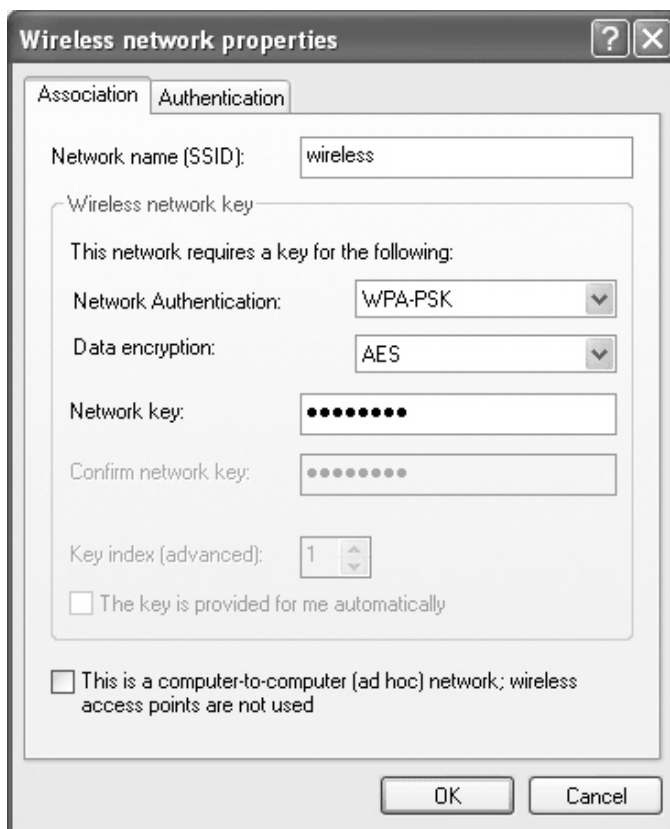 Wireless network properties
Association
Authentication
Network name (SSID): wireless
Wireless network key
This network requires a key for the following:
Network Authentication: WPA-PSK
Data encryption: AES
Network key: ●●●●●●●●
Confirm network key: ●●●●●●●●
Key index (advanced): 1
The key is provided for me automatically
This is a computer-to-computer (ad hoc) network; wireless
access points are not used
OK
Cancel